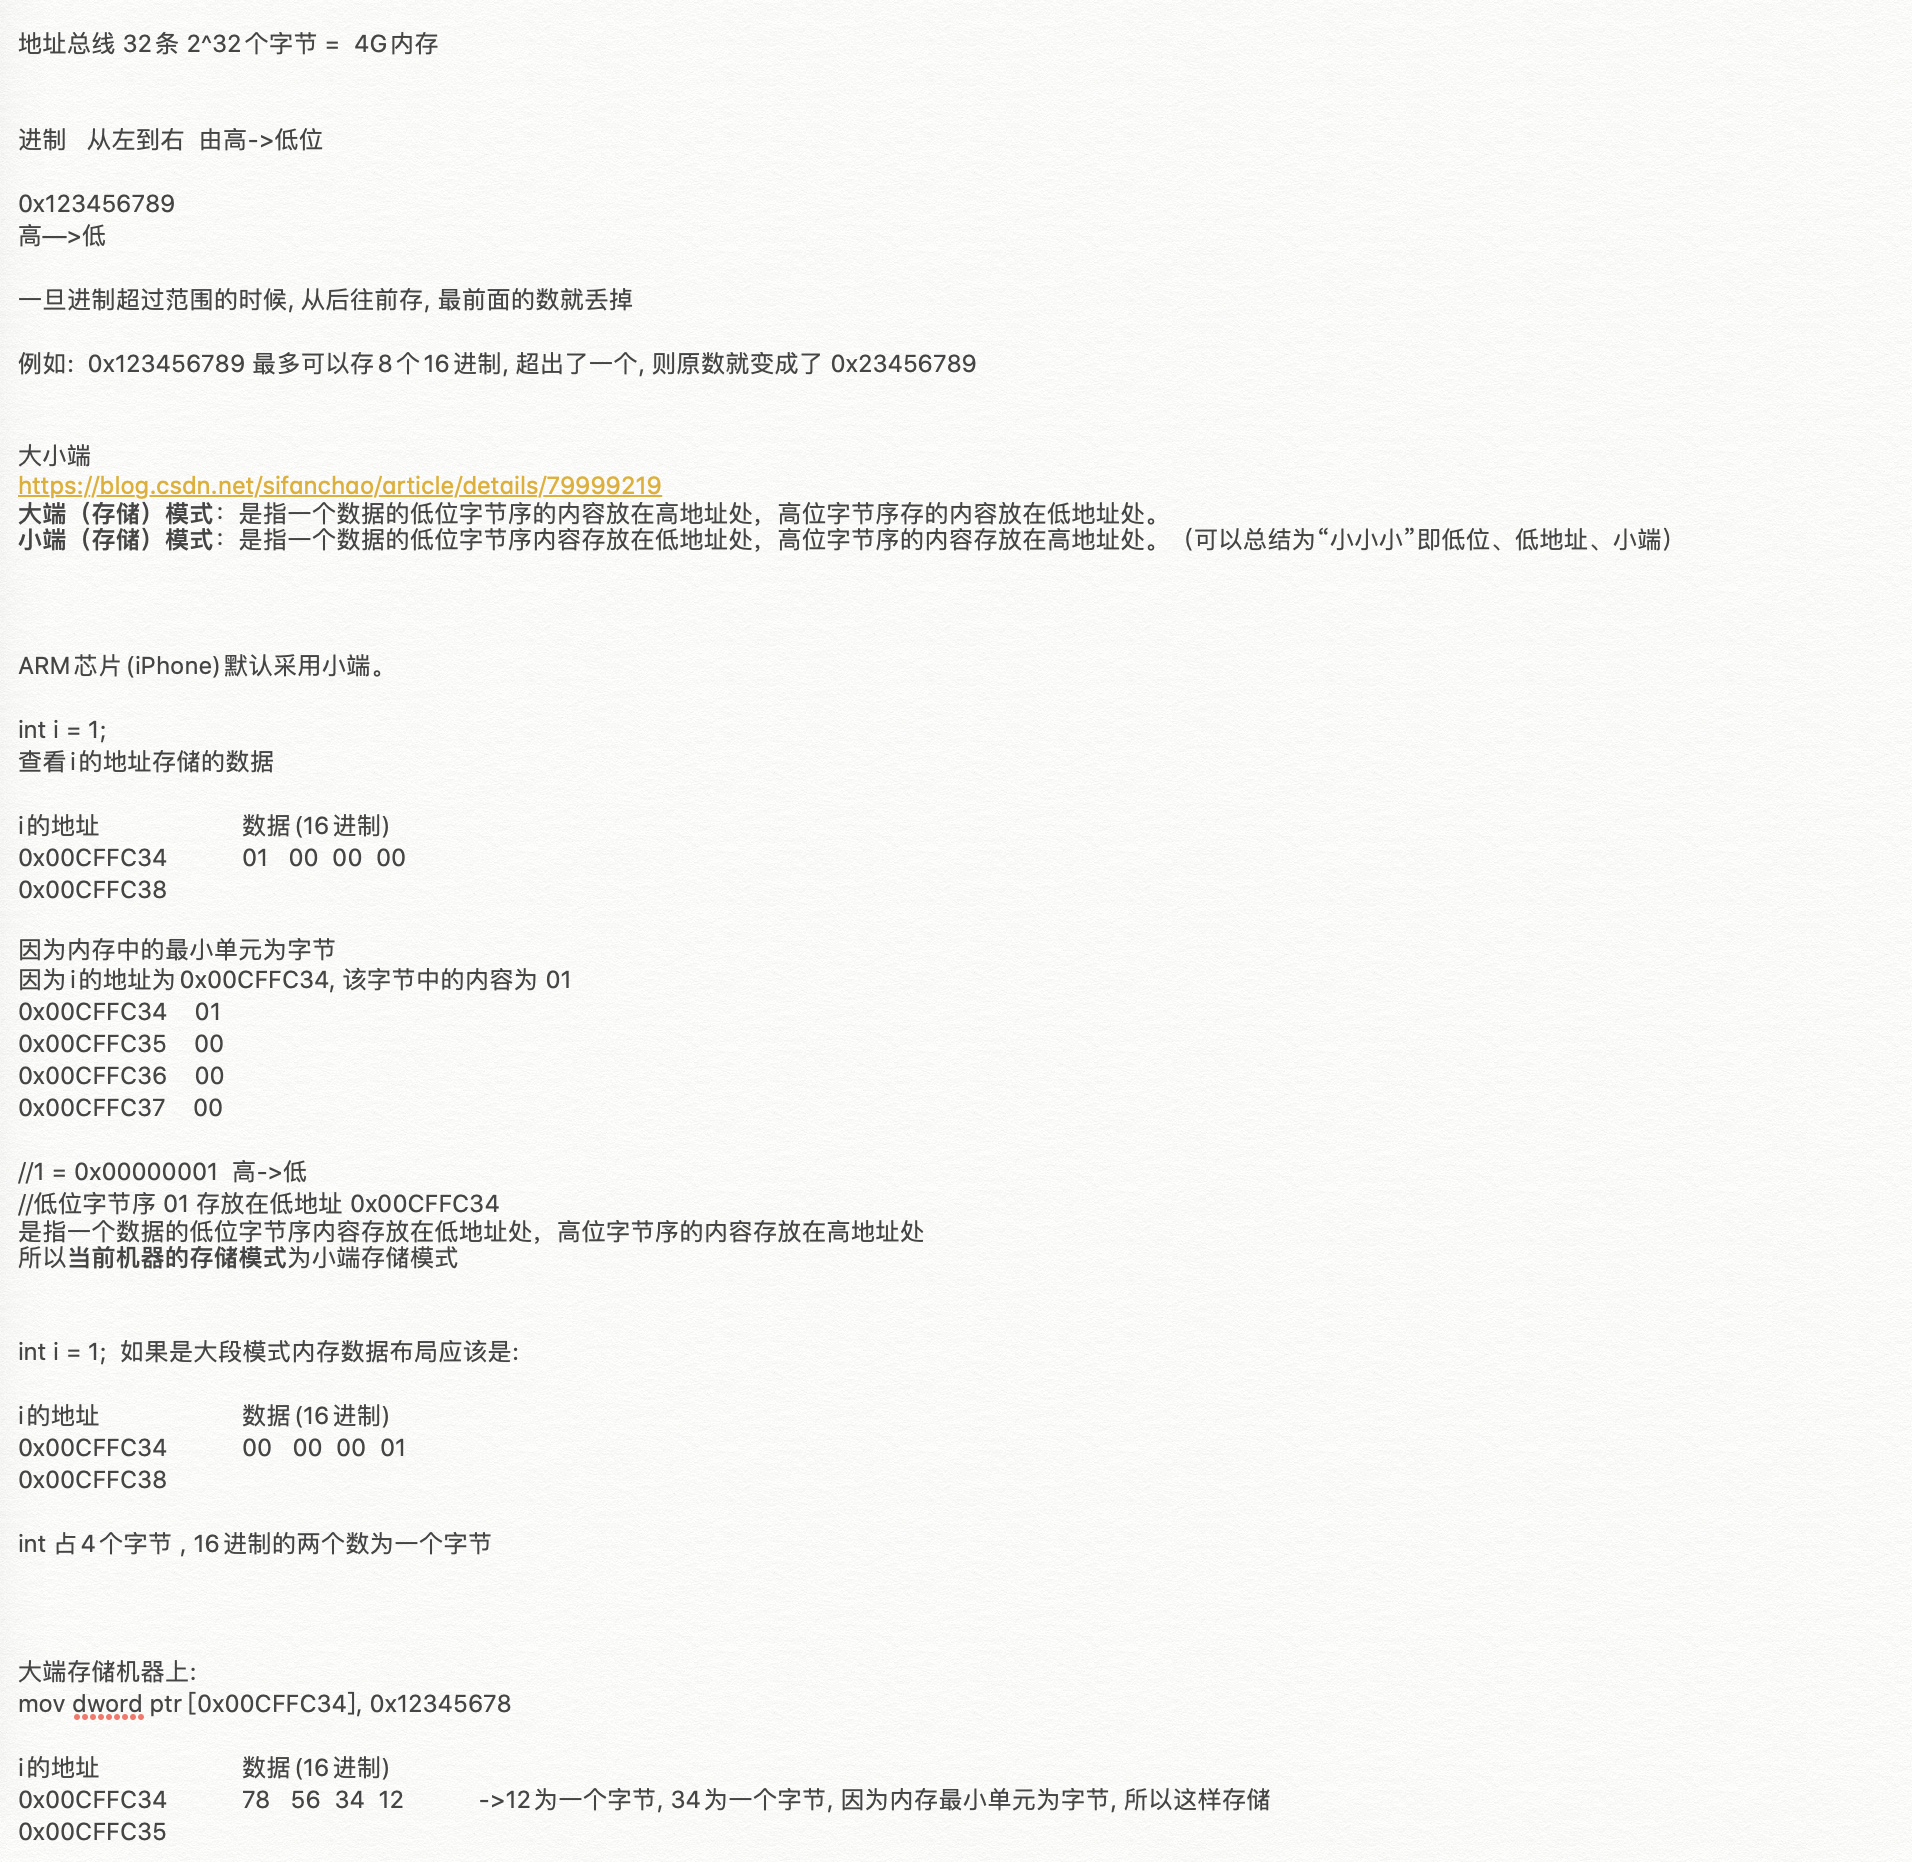 地址总线 32条 2^32个字节 = 4G内存
进制 从左到右 由高->低位
0x123456789
高—>低
一旦进制超过范围的时候, 从后往前存, 最前面的数就丢掉
例如: 0x123456789 最多可以存8个16进制, 超出了一个, 则原数就变成了 0x23456789
大小端
https://blog.csdn.net/sifanchao/article/details/79999219
大端（存储）模式：是指一个数据的低位字节序的内容放在高地址处，高位字节序存的内容放在低地址处。
小端（存储）模式：是指一个数据的低位字节序内容存放在低地址处，高位字节序的内容存放在高地址处。（可以总结为“小小小”即低位、低地址、小端）
ARM芯片(iPhone)默认采用小端。
int i = 1;
查看i的地址存储的数据
i的地址 数据(16进制)
0x00CFFC34 01 00 00 00
0x00CFFC38
因为内存中的最小单元为字节
因为i的地址为0x00CFFC34, 该字节中的内容为 01
0x00CFFC34 01
0x00CFFC35 00
0x00CFFC36 00
0x00CFFC37 00
//1 = 0x00000001 高->低
//低位字节序 01 存放在低地址 0x00CFFC34
是指一个数据的低位字节序内容存放在低地址处，高位字节序的内容存放在高地址处
所以当前机器的存储模式为小端存储模式
int i = 1; 如果是大段模式内存数据布局应该是:
i的地址 数据(16进制)
0x00CFFC34 00 00 00 01
0x00CFFC38
int 占4个字节 , 16进制的两个数为一个字节
大端存储机器上:
mov dword ptr [0x00CFFC34], 0x12345678
i的地址 数据(16进制)
0x00CFFC34 78 56 34 12 ->12为一个字节, 34为一个字节, 因为内存最小单元为字节, 所以这样存储
0x00CFFC35